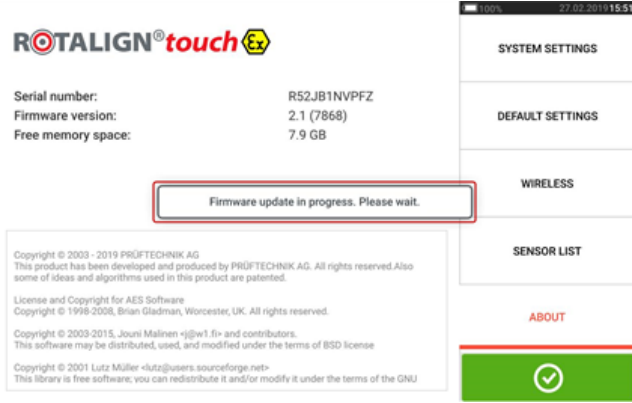 100% 27.02.2019 15:51
ROTALIGN® touch Ex
Serial number: R52JB1NVPFZ
Firmware version: 2.1 (7868)
Free memory space: 7.9 GB
Firmware update in progress. Please wait.
Copyright © 2003 - 2019 PRÜFTECHNIK AG
This product has been developed and produced by PRÜFTECHNIK AG. All rights reserved.Also
some of ideas and algorithms used in this product are patented.
License and Copyright for AES Software
Copyright © 1998-2008, Brian Gladman, Worcester, UK. All rights reserved.
Copyright © 2003-2015, Jouni Malinen <j@w1.fi> and contributors.
This software may be distributed, used, and modified under the terms of BSD license
Copyright © 2001 Lutz Müller <lutz@users.sourceforge.net>
This library is free software; you can redistribute it and/or modify it under the terms of the GNU
SYSTEM SETTINGS
DEFAULT SETTINGS
WIRELESS
SENSOR LIST
ABOUT